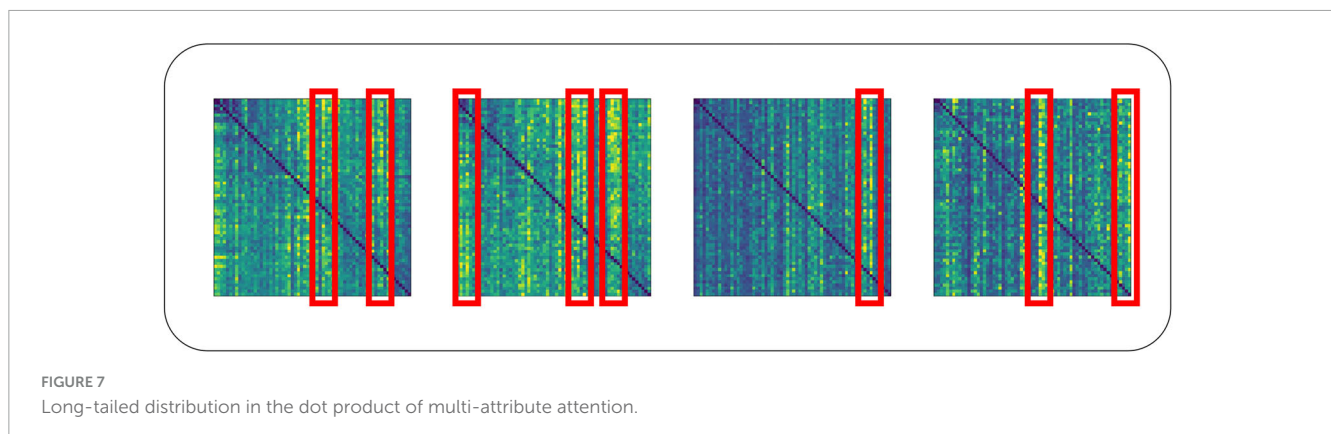 FIGURE 7
Long-tailed distribution in the dot product of multi-attribute attention.